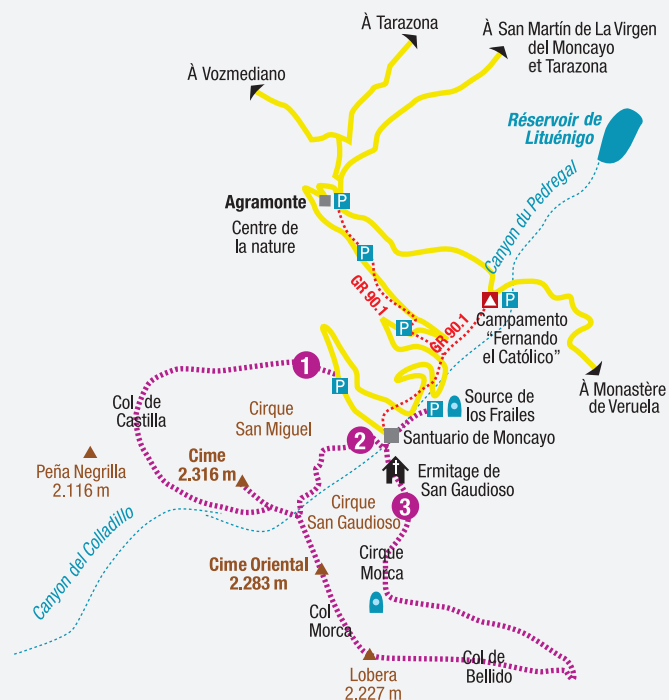 À Tarazona
À San Martín de La Virgen
del Moncayo
et Tarazona
À Vozmediano
Réservoir de
Lituénigo
Canyon du Pedregal
Agramonte
P
Centre de
la nature
P
GR 90.1
P
GR 90.1
P
Campamento
“Fernando
el Católico”
À Monastère
de Veruela
1
P
Col de
Castilla
Cirque
San Miguel
P
Source de
los Frailes
2
Santuario de Moncayo
Peña Negrilla
2.116 m
Cime
2.316 m
Ermitage de
San Gaudioso
3
Cirque
San Gaudioso
Canyon del Colladillo
Cime Oriental
2.283 m
Cirque
Morca
Col
Morca
Col de
Bellido
Lobera
2.227 m